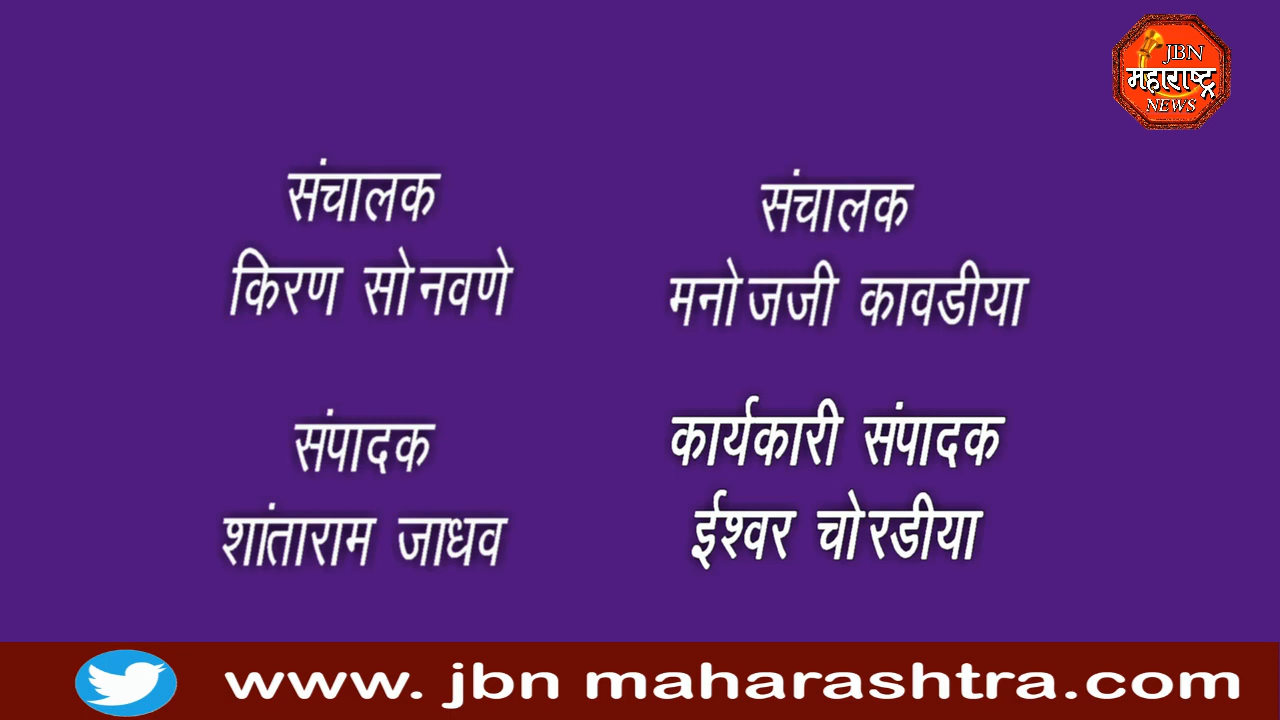 JBN
महाराष्ट्र
NEWS
संचालक
किरण सोनवणे
संचालक
मनोजजी कावडीया
संपादक
शांताराम जाधव
कार्यकारी संपादक
ईश्वर चोरडीया
www. jbn maharashtra.com